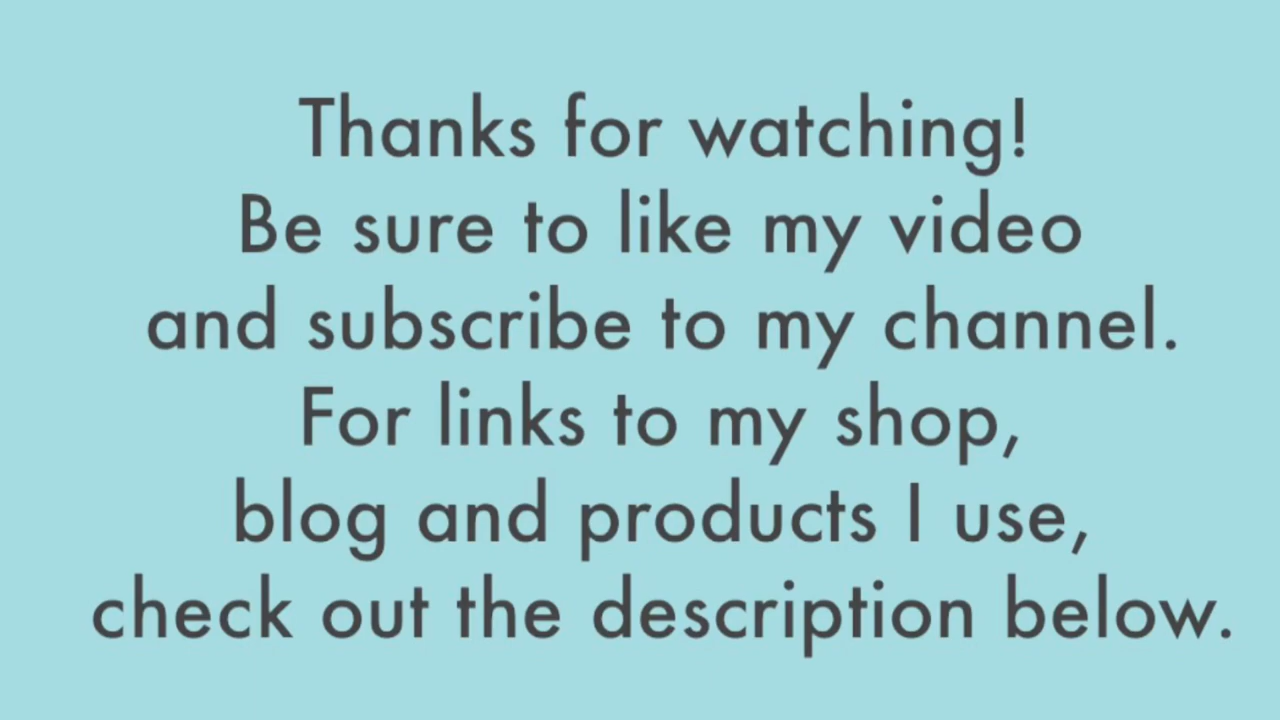 Thanks for watching!
Be sure to like my video
and subscribe to my channel.
For links to my shop,
blog and products I use,
check out the description below.